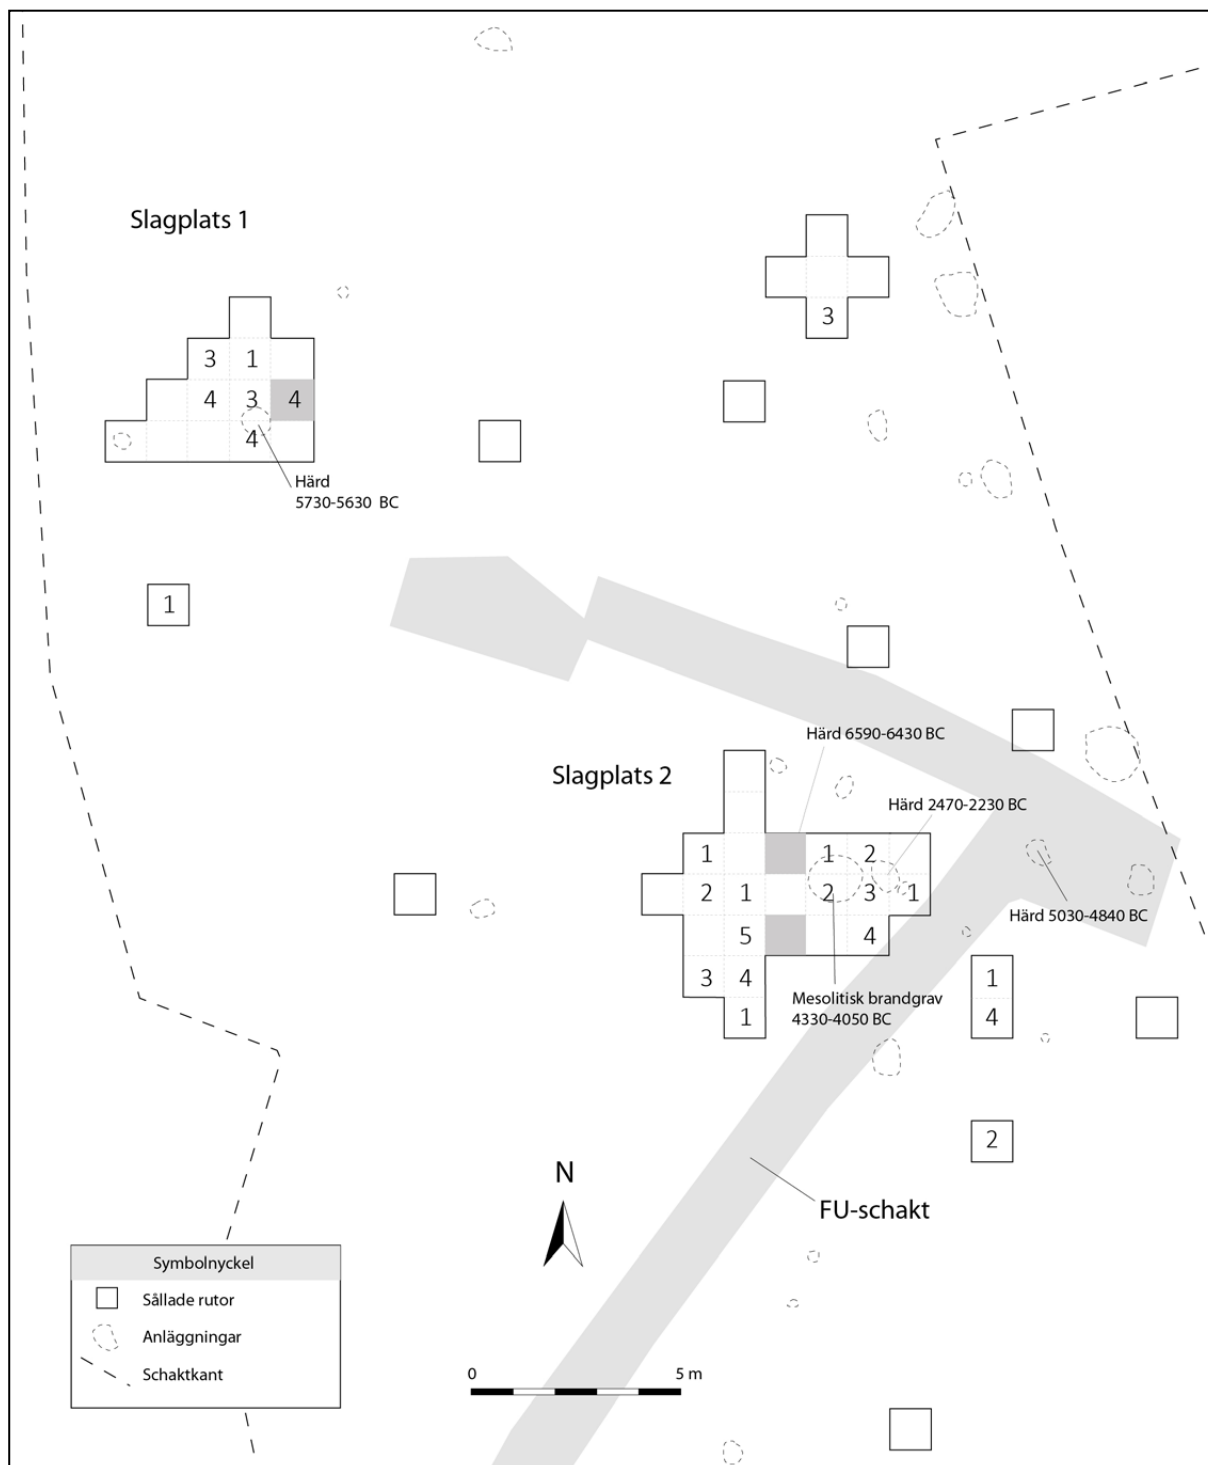 Slagplats 1
3
3 1
4 3 4
4
Härd
5730-5630 BC
1
Härd 6590-6430 BC
Slagplats 2
Härd 2470-2230 BC
1 1 2
2 1 2 3 1
Härd 5030-4840 BC
5 4
3 4
1
Mesolitisk brandgrav
4330-4050 BC
1
4
2
N
FU-schakt
Symbolnyckel
Sållade rutor
Anläggningar
Schaktkant
0 5 m